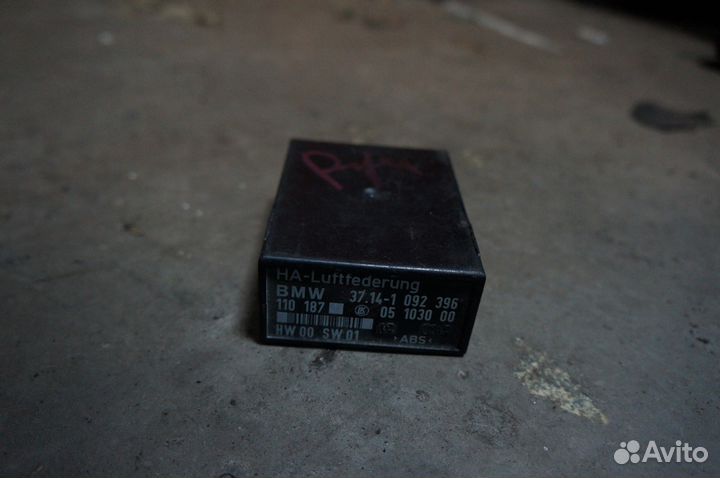 HA-Luftfederung
BMW 37.14-1 092 396
110 187 05 1030 00
HW 00 SW 01 >ABS<
Avito